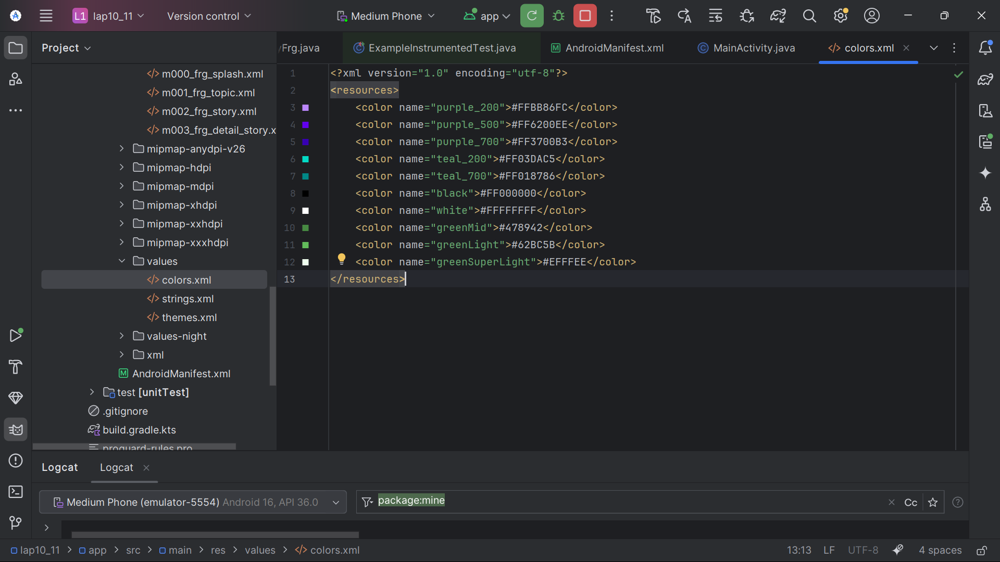 L1 lap10_11 Version control Medium Phone app
Project
Frg.java ExampleInstrumentedTest.java AndroidManifest.xml MainActivity.java colors.xml
m000_frg_splash.xml
m001_frg_topic.xml
m002_frg_story.xml
m003_frg_detail_story.x
mipmap-anydpi-v26
mipmap-hdpi
mipmap-mdpi
mipmap-xhdpi
mipmap-xxhdpi
mipmap-xxxhdpi
values
colors.xml
strings.xml
themes.xml
values-night
xml
AndroidManifest.xml
test [unitTest]
.gitignore
build.gradle.kts
proguard-rules.pro
1 <?xml version="1.0" encoding="utf-8"?>
2 <resources>
3 <color name="purple_200">#FFBB86FC</color>
4 <color name="purple_500">#FF6200EE</color>
5 <color name="purple_700">#FF3700B3</color>
6 <color name="teal_200">#FF03DAC5</color>
7 <color name="teal_700">#FF018786</color>
8 <color name="black">#FF000000</color>
9 <color name="white">#FFFFFFFF</color>
10 <color name="greenMid">#478942</color>
11 <color name="greenLight">#62BC5B</color>
12 <color name="greenSuperLight">#EFFFEE</color>
13 </resources>
Logcat Logcat
Medium Phone (emulator-5554) Android 16, API 36.0 package:mine Cc
lap10_11 > app > src > main > res > values > colors.xml 13:13 LF UTF-8 4 spaces